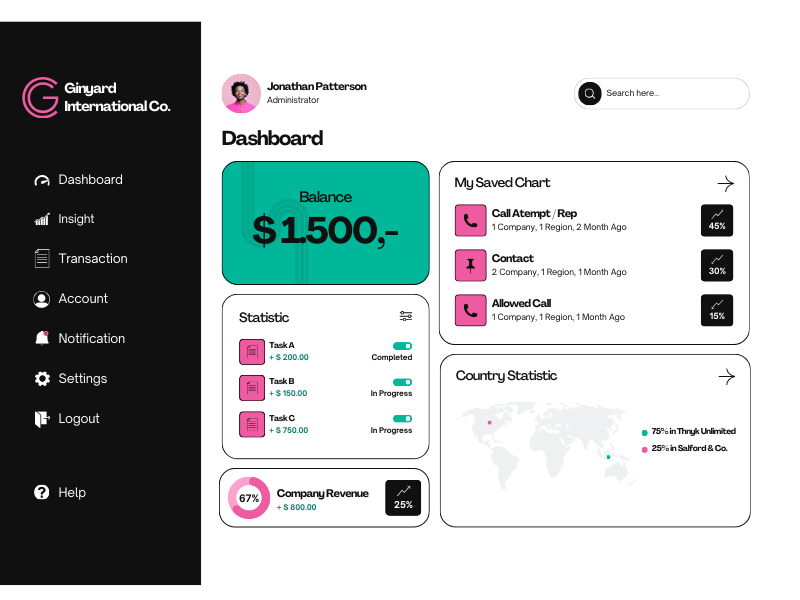 Ginyard
International Co.
Dashboard
Insight
Transaction
Account
Notification
Settings
Logout
Help
Jonathan Patterson
Administrator
Search here...
Dashboard
Balance
$ 1.500,-
Statistic
Task A
+ $ 200.00
Completed
Task B
+ $ 150.00
In Progress
Task C
+ $ 750.00
In Progress
67%
Company Revenue
+ $ 800.00
25%
My Saved Chart
Call Atempt / Rep
1 Company, 1 Region, 2 Month Ago
45%
Contact
2 Company, 1 Region, 1 Month Ago
30%
Allowed Call
1 Company, 1 Region, 1 Month Ago
15%
Country Statistic
75% in Thnyk Unlimited
25% in Salford & Co.